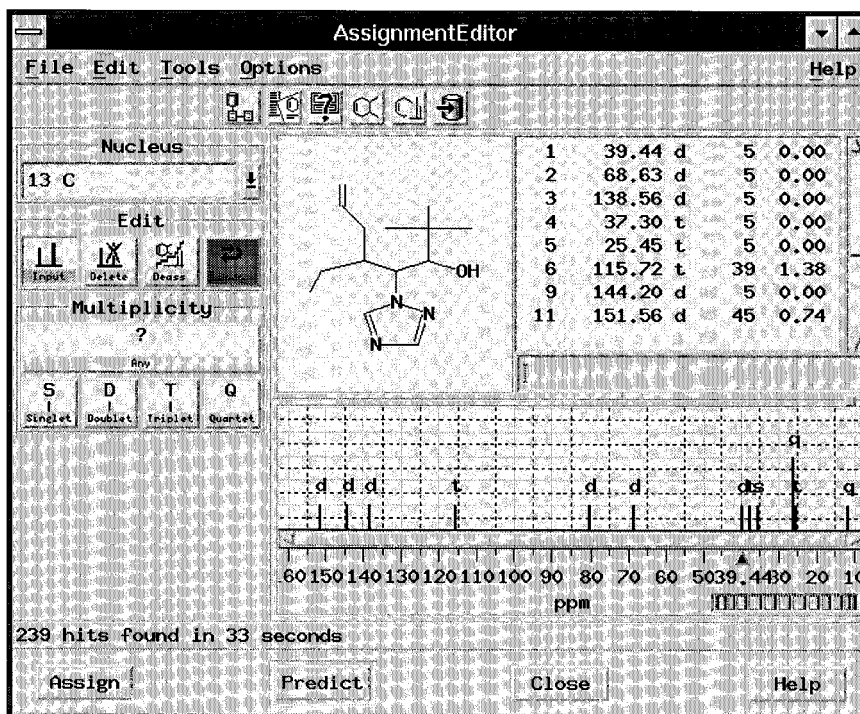 AssignmentEditor
File Edit Tools Options Help
Nucleus
13 C
Edit
Input Delete Deass
Multiplicity
?
Any
S D T Q
Singlet Doublet Triplet Quartet
OH
N N
N
1 39.44 d 5 0.00
2 68.63 d 5 0.00
3 138.56 d 5 0.00
4 37.30 t 5 0.00
5 25.45 t 5 0.00
6 115.72 t 39 1.38
9 144.20 d 5 0.00
11 151.56 d 45 0.74
q
d d d t d d d t s t q
.60 150 140 130 120 110 100 90 80 70 60 50 39.44 30 20 10
ppm
239 hits found in 33 seconds
Assign Predict Close Help